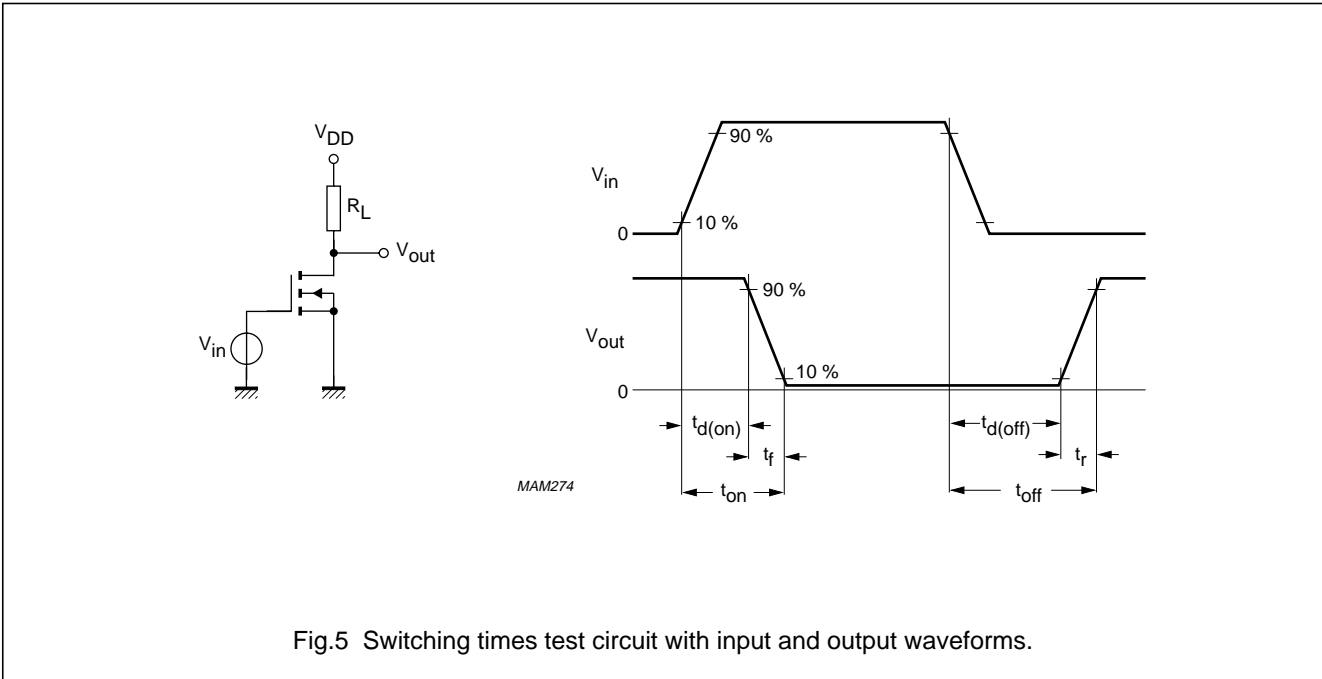 VDD
RL
Vout
Vin
MAM274
Vin
90 %
10 %
0
Vout
90 %
10 %
0
td(on)
tf
ton
td(off)
tr
toff
Fig.5 Switching times test circuit with input and output waveforms.